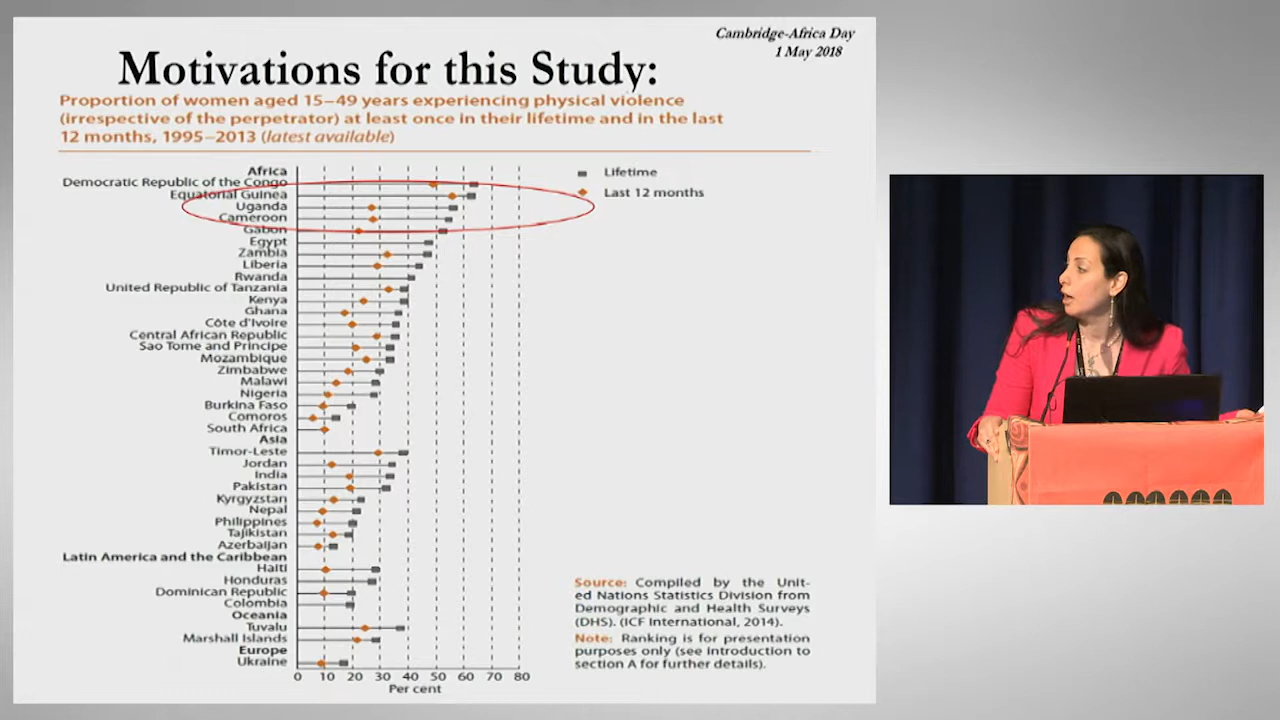 Cambridge-Africa Day
1 May 2018
Motivations for this Study:
Proportion of women aged 15–49 years experiencing physical violence
(irrespective of the perpetrator) at least once in their lifetime and in the last
12 months, 1995–2013 (latest available)
Lifetime
Last 12 months
Africa
Democratic Republic of the Congo
Equatorial Guinea
Uganda
Cameroon
Gabon
Egypt
Zambia
Liberia
Rwanda
United Republic of Tanzania
Kenya
Ghana
Côte d'Ivoire
Central African Republic
Sao Tome and Principe
Mozambique
Zimbabwe
Malawi
Nigeria
Burkina Faso
Comoros
South Africa
Asia
Timor-Leste
Jordan
India
Pakistan
Kyrgyzstan
Nepal
Philippines
Tajikistan
Azerbaijan
Latin America and the Caribbean
Haiti
Honduras
Dominican Republic
Colombia
Oceania
Tuvalu
Marshall Islands
Europe
Ukraine
0 10 20 30 40 50 60 70 80
Per cent
Source: Compiled by the Unit-
ed Nations Statistics Division from
Demographic and Health Surveys
(DHS). (ICF International, 2014).
Note: Ranking is for presentation
purposes only (see introduction to
section A for further details).